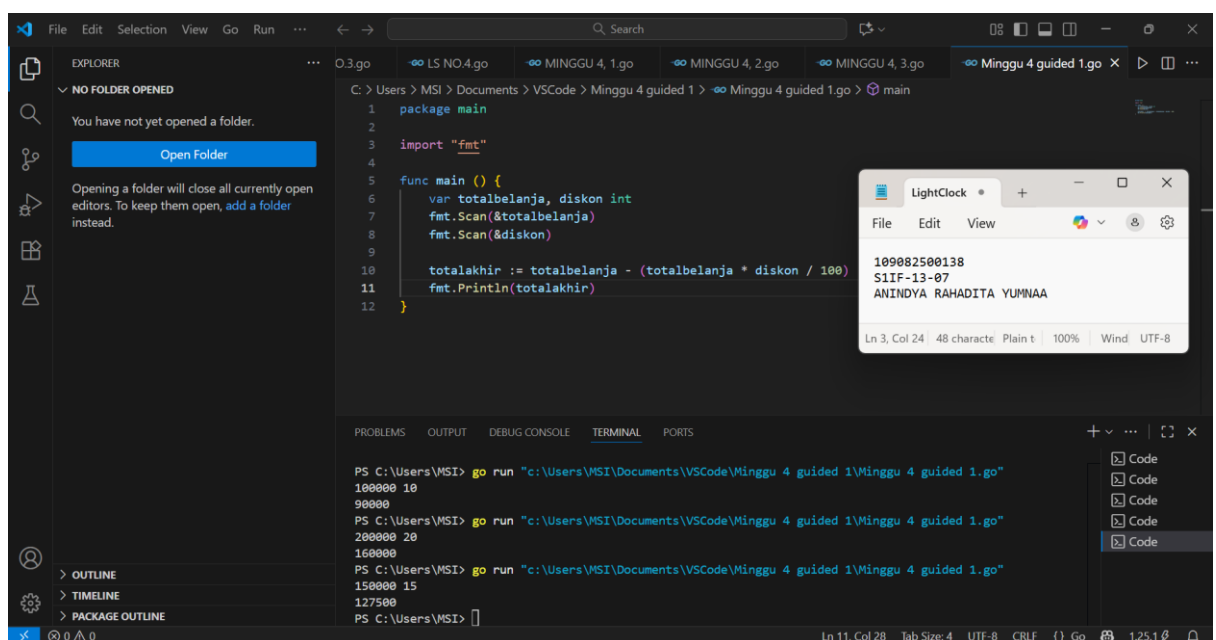 File Edit Selection View Go Run ...
Search
EXPLORER
NO FOLDER OPENED
You have not yet opened a folder.
Open Folder
Opening a folder will close all currently open
editors. To keep them open, add a folder
instead.
OUTLINE
TIMELINE
PACKAGE OUTLINE
O.3.go LS NO.4.go MINGGU 4, 1.go MINGGU 4, 2.go MINGGU 4, 3.go Minggu 4 guided 1.go
C: > Users > MSI > Documents > VSCode > Minggu 4 guided 1 > Minggu 4 guided 1.go > main
1 package main
2
3 import "fmt"
4
5 func main () {
6 var totalbelanja, diskon int
7 fmt.Scan(&totalbelanja)
8 fmt.Scan(&diskon)
9
10 totalakhir := totalbelanja - (totalbelanja * diskon / 100)
11 fmt.Println(totalakhir)
12 }
LightClock
File Edit View
109082500138
S1IF-13-07
ANINDYA RAHADITA YUMNAA
Ln 3, Col 24 48 characte Plain t 100% Wind UTF-8
PROBLEMS OUTPUT DEBUG CONSOLE TERMINAL PORTS
PS C:\Users\MSI> go run "c:\Users\MSI\Documents\VSCode\Minggu 4 guided 1\Minggu 4 guided 1.go"
100000 10
90000
PS C:\Users\MSI> go run "c:\Users\MSI\Documents\VSCode\Minggu 4 guided 1\Minggu 4 guided 1.go"
200000 20
160000
PS C:\Users\MSI> go run "c:\Users\MSI\Documents\VSCode\Minggu 4 guided 1\Minggu 4 guided 1.go"
150000 15
127500
PS C:\Users\MSI>
Code
Code
Code
Code
Code
0 0
Ln 11, Col 28 Tab Size: 4 UTF-8 CRLF {} Go 1.25.1